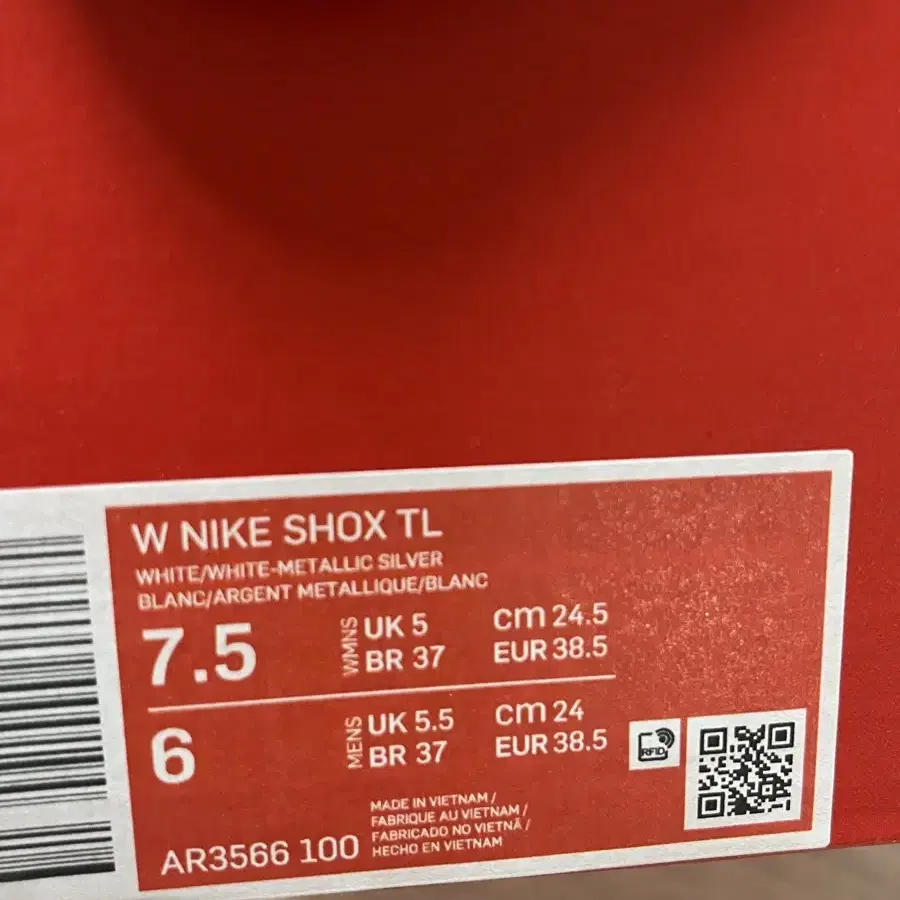 W NIKE SHOX TL
WHITE/WHITE-METALLIC SILVER
BLANC/ARGENT METALLIQUE/BLANC
7.5
WMNS
UK 5
BR 37
cm 24.5
EUR 38.5
6
MENS
UK 5.5
BR 37
cm 24
EUR 38.5
RFID
AR3566 100
MADE IN VIETNAM /
FABRIQUE AU VIETNAM /
FABRICADO NO VIETNÃ /
HECHO EN VIETNAM